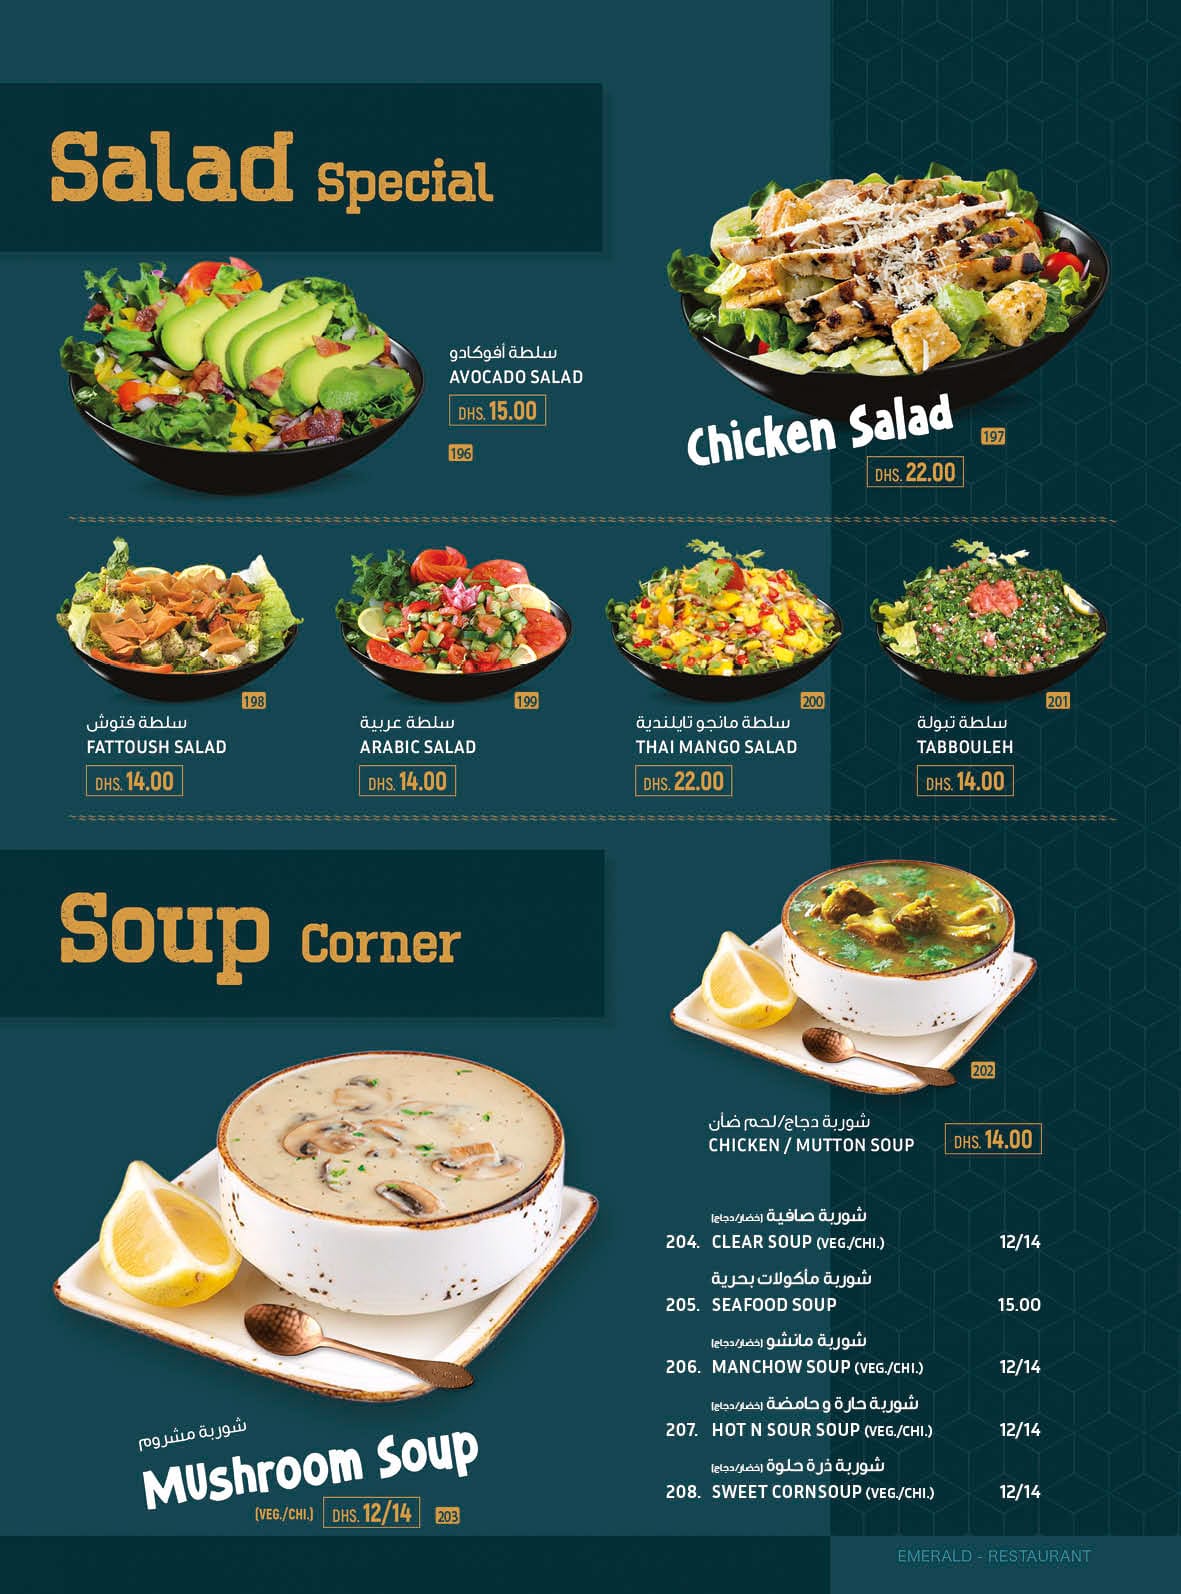 Salad Special
سلطة أفوكادو
AVOCADO SALAD
DHS. 15.00
196
Chicken Salad
197
DHS. 22.00
198
سلطة فتوش
FATTOUSH SALAD
DHS. 14.00
199
سلطة عربية
ARABIC SALAD
DHS. 14.00
200
سلطة مانجو تايلندية
THAI MANGO SALAD
DHS. 22.00
201
سلطة تبولة
TABBOULEH
DHS. 14.00
Soup Corner
202
شوربة دجاج/لحم ضأن
CHICKEN / MUTTON SOUP
DHS. 14.00
شوربة مشروم
MUshroom Soup
(VEG./CHI.) DHS. 12/14 203
شوربة صافية (خضار/دجاج)
204. CLEAR SOUP (VEG./CHI.) 12/14
شوربة مأكولات بحرية
205. SEAFOOD SOUP 15.00
شوربة مانشو (خضار/دجاج)
206. MANCHOW SOUP (VEG./CHI.) 12/14
شوربة حارة و حامضة (خضار/دجاج)
207. HOT N SOUR SOUP (VEG./CHI.) 12/14
شوربة ذرة حلوة (خضار/دجاج)
208. SWEET CORNSOUP (VEG./CHI.) 12/14
EMERALD - RESTAURANT